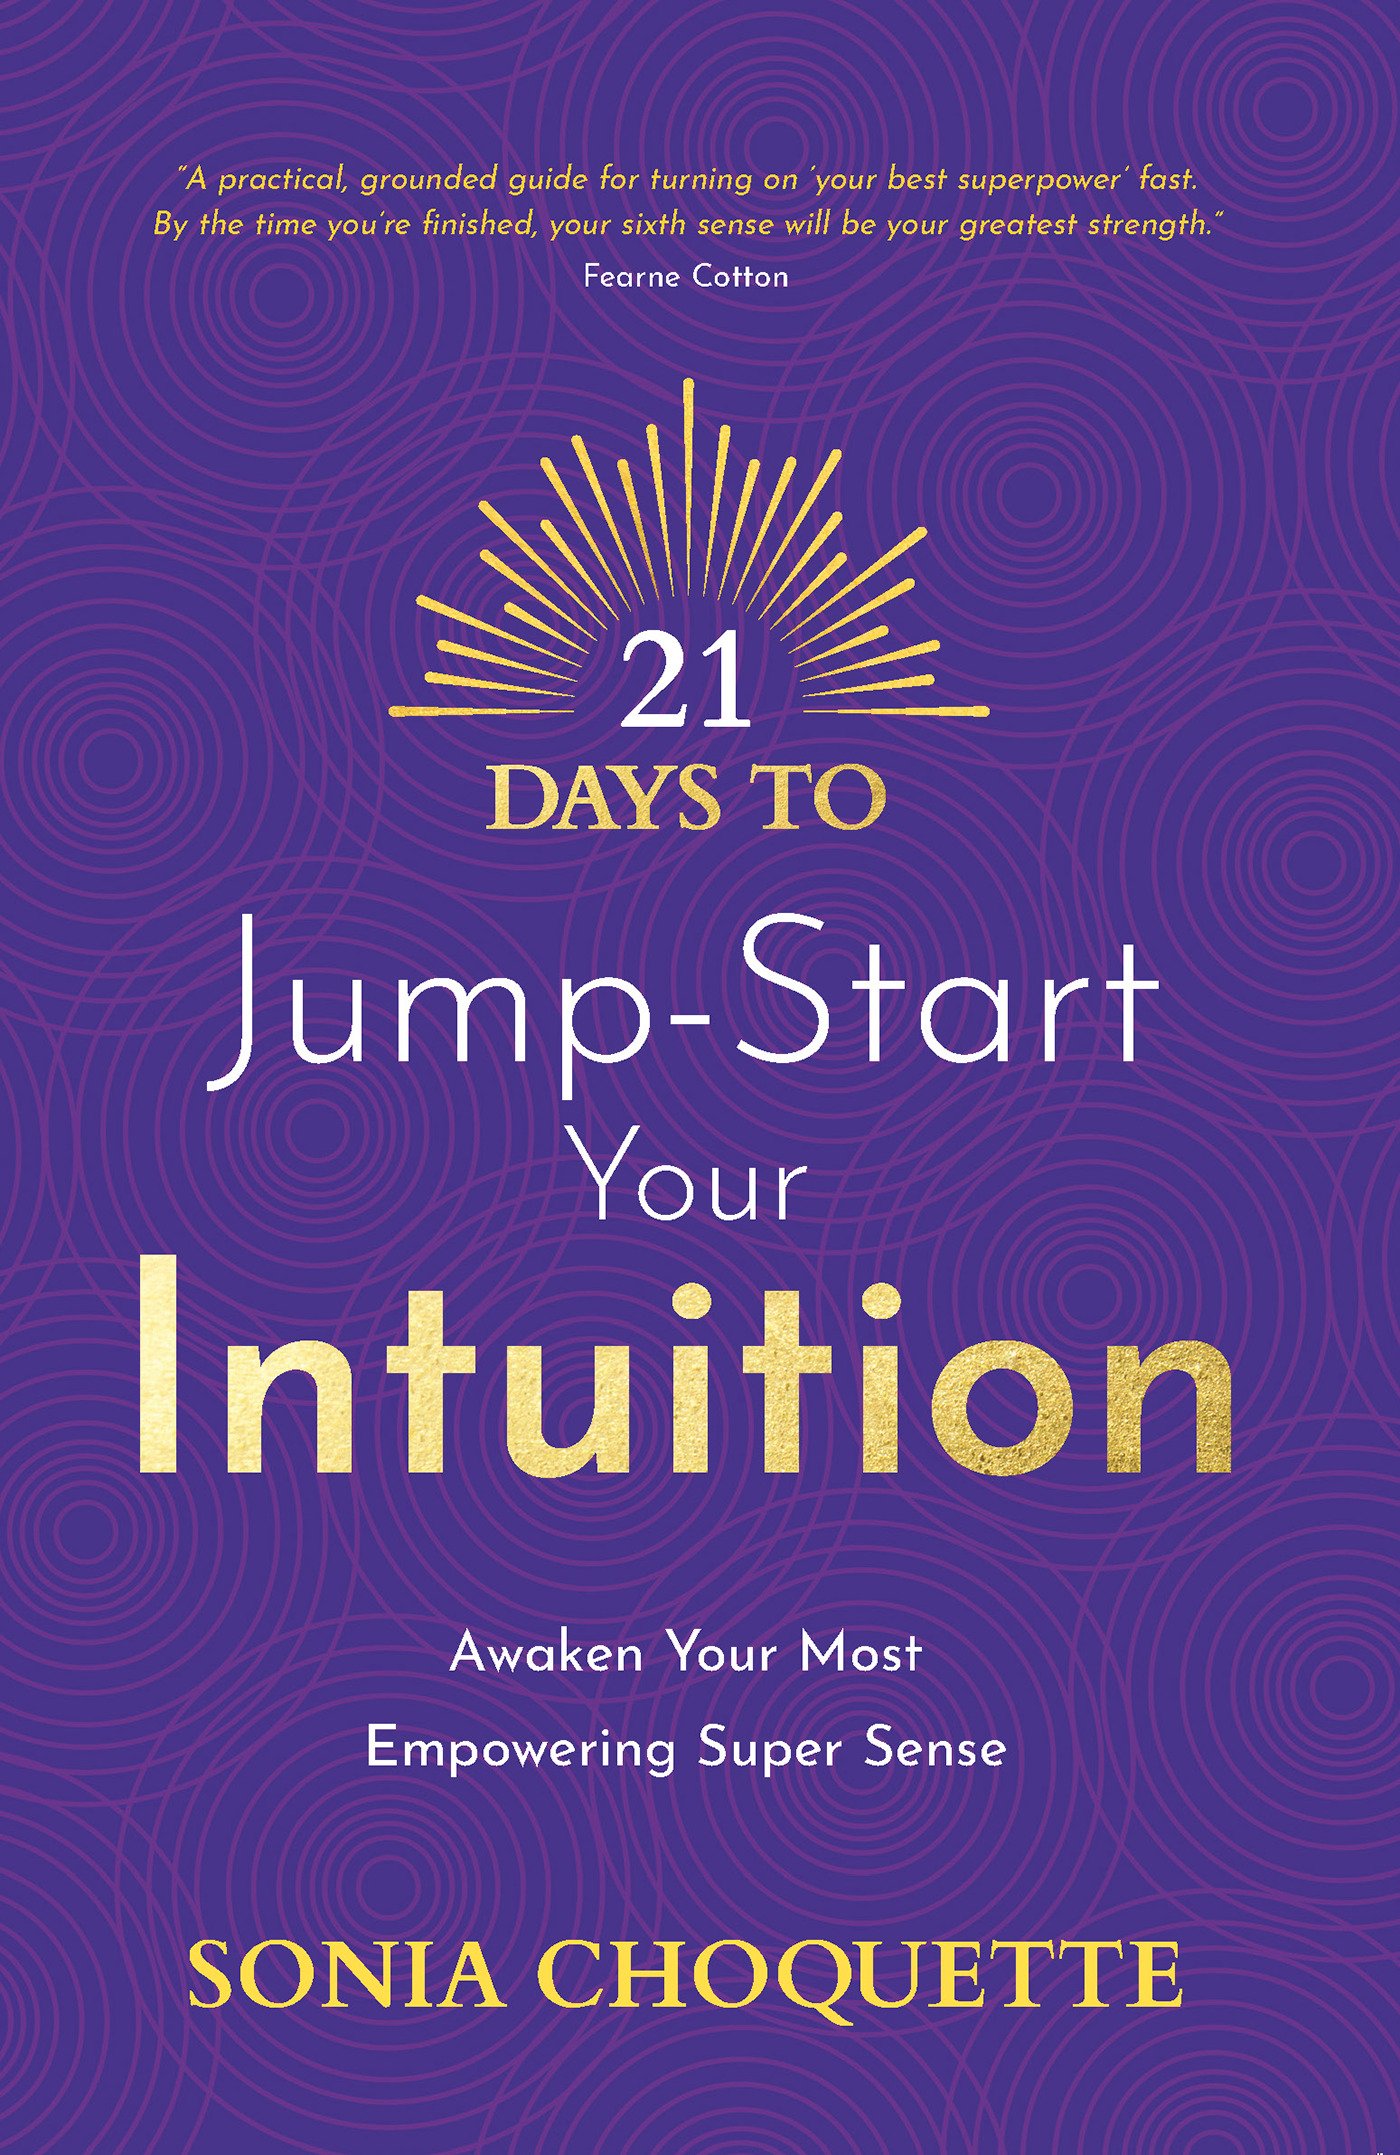 "A practical, grounded guide for turning on 'your best superpower' fast.
By the time you're finished, your sixth sense will be your greatest strength."
Fearne Cotton
21
DAYS TO
Jump-Start
Your
Intuition
Awaken Your Most
Empowering Super Sense
SONIA CHOQUETTE